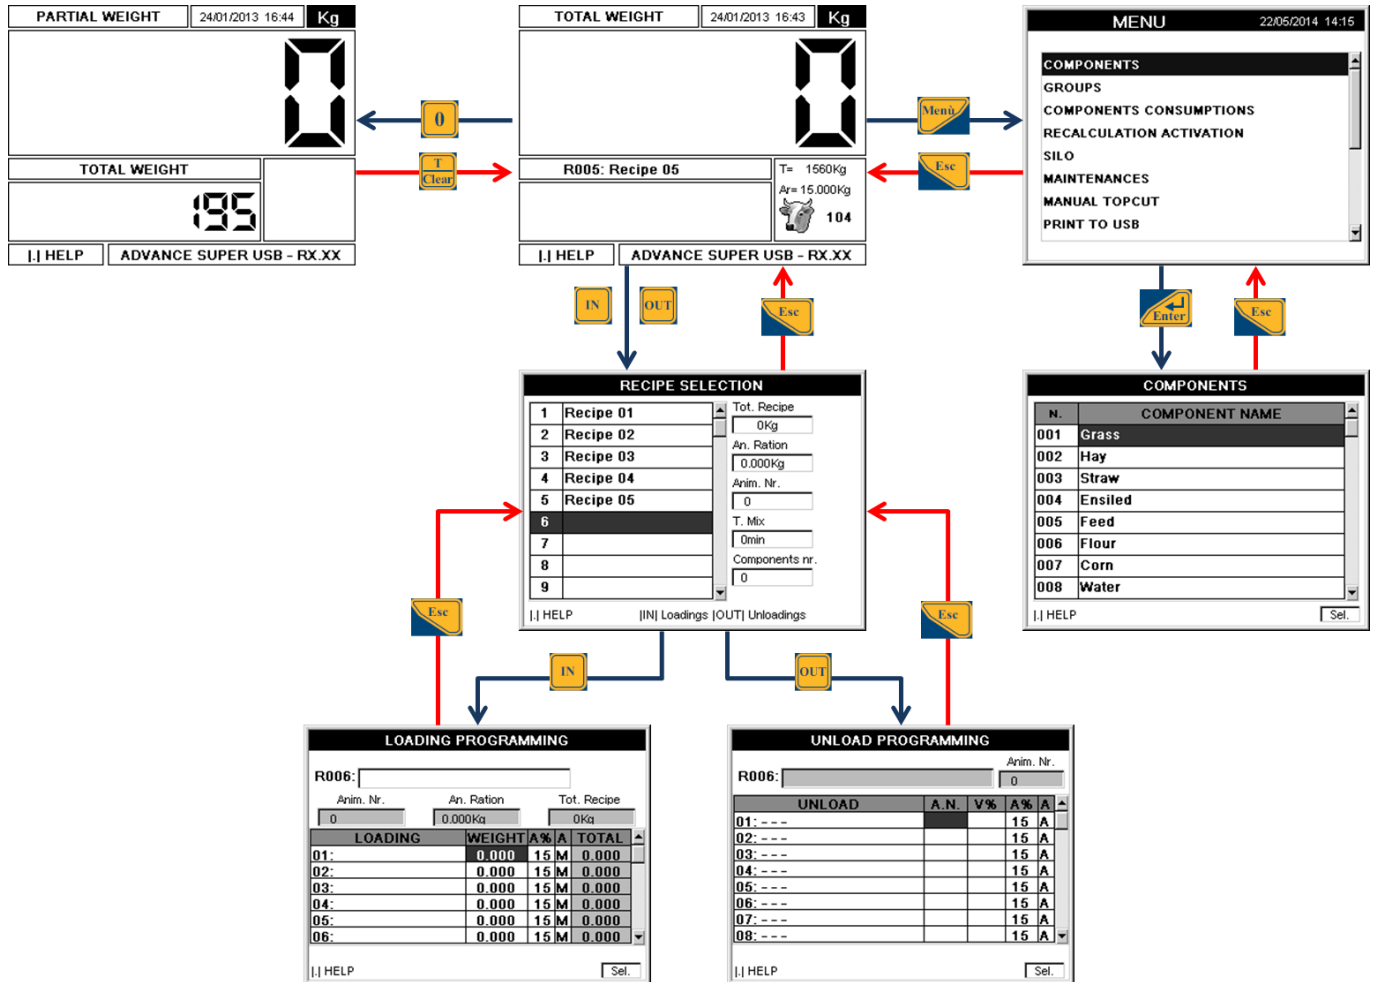 PARTIAL WEIGHT 24/01/2013 16:44 Kg
0
TOTAL WEIGHT
195
|.| HELP ADVANCE SUPER USB - RX.XX
0
T
Clear
TOTAL WEIGHT 24/01/2013 16:43 Kg
0
R005: Recipe 05
T= 1560Kg
Ar= 15.000Kg
104
|.| HELP ADVANCE SUPER USB - RX.XX
Menù
Esc
MENU 22/05/2014 14:15
COMPONENTS
GROUPS
COMPONENTS CONSUMPTIONS
RECALCULATION ACTIVATION
SILO
MAINTENANCES
MANUAL TOPCUT
PRINT TO USB
IN OUT Esc
Enter Esc
RECIPE SELECTION
1 Recipe 01
2 Recipe 02
3 Recipe 03
4 Recipe 04
5 Recipe 05
6
7
8
9
Tot. Recipe
0Kg
An. Ration
0.000Kg
Anim. Nr.
0
T. Mix
0min
Components nr.
0
|.| HELP |IN| Loadings |OUT| Unloadings
COMPONENTS
N. COMPONENT NAME
001 Grass
002 Hay
003 Straw
004 Ensiled
005 Feed
006 Flour
007 Corn
008 Water
|.| HELP Sel.
Esc
Esc
IN
OUT
LOADING PROGRAMMING
R006:
Anim. Nr. An. Ration Tot. Recipe
0 0.000Kg 0Kg
LOADING WEIGHT A% A TOTAL
01: 0.000 15 M 0.000
02: 0.000 15 M 0.000
03: 0.000 15 M 0.000
04: 0.000 15 M 0.000
05: 0.000 15 M 0.000
06: 0.000 15 M 0.000
|.| HELP Sel.
UNLOAD PROGRAMMING
Anim. Nr.
R006: 0
UNLOAD A.N. V% A% A
01: --- 15 A
02: --- 15 A
03: --- 15 A
04: --- 15 A
05: --- 15 A
06: --- 15 A
07: --- 15 A
08: --- 15 A
|.| HELP Sel.